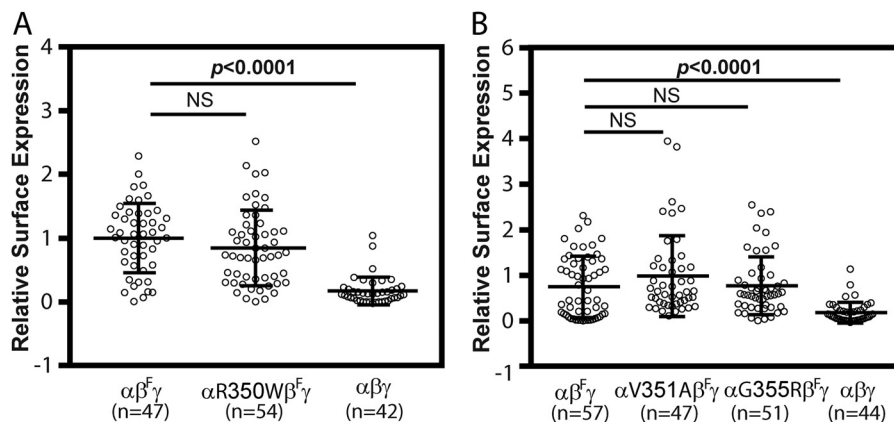 A
Relative Surface Expression
4
3
2
1
0
-1
p<0.0001
NS
αβᶠγ αR350Wβᶠγ αβγ
(n=47) (n=54) (n=42)
B
Relative Surface Expression
6
5
4
3
2
1
0
-1
p<0.0001
NS
NS
αβᶠγ αV351Aβᶠγ αG355Rβᶠγ αβγ
(n=57) (n=47) (n=51) (n=44)